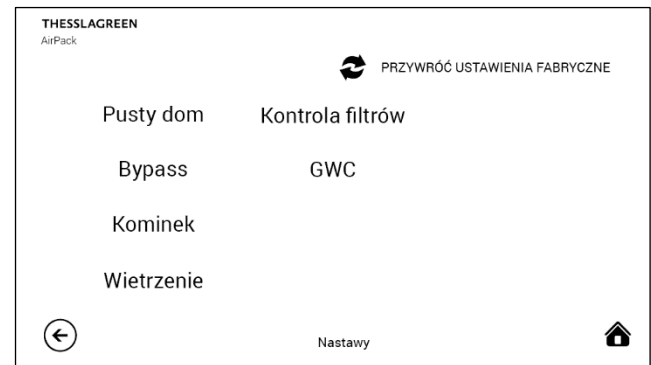 THESSLAGREEN
AirPack
PRZYWRÓĆ USTAWIENIA FABRYCZNE
Pusty dom Kontrola filtrów
Bypass GWC
Kominek
Wietrzenie
Nastawy